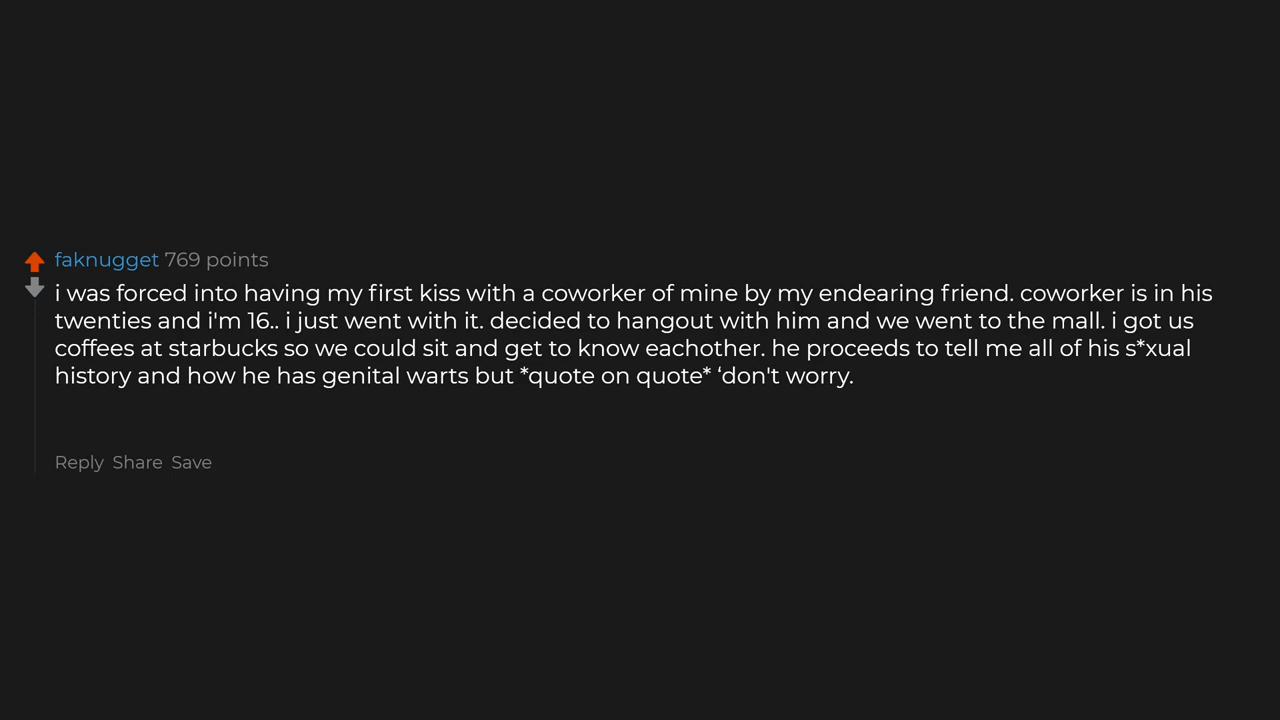 faknugget 769 points
i was forced into having my first kiss with a coworker of mine by my endearing friend. coworker is in his
twenties and i'm 16.. i just went with it. decided to hangout with him and we went to the mall. i got us
coffees at starbucks so we could sit and get to know eachother. he proceeds to tell me all of his s*xual
history and how he has genital warts but *quote on quote* ‘don't worry.
Reply Share Save